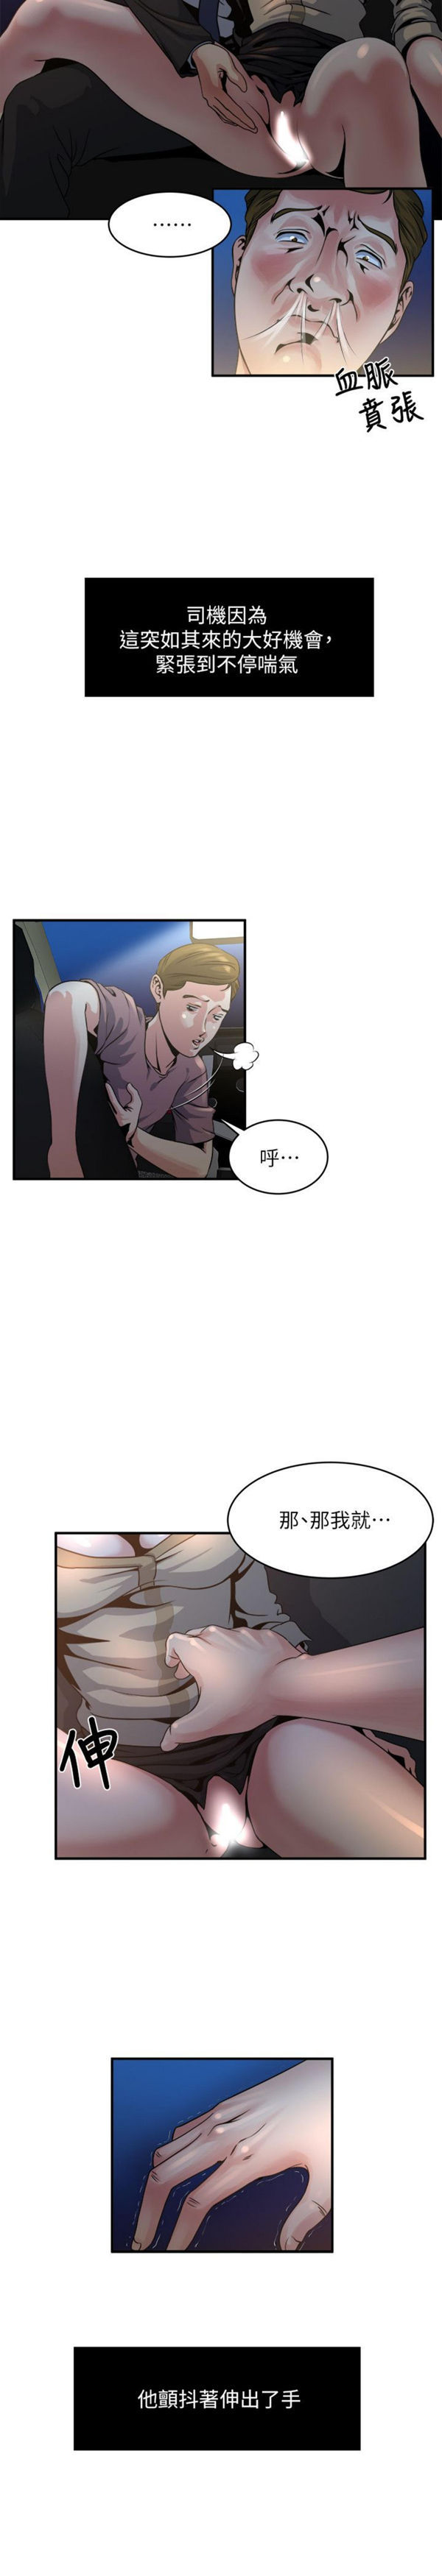 ……
血脈
賁張
司機因為
這突如其來的大好機會，
緊張到不停喘氣
呼…
那、那我就…
伸
他顫抖著伸出了手